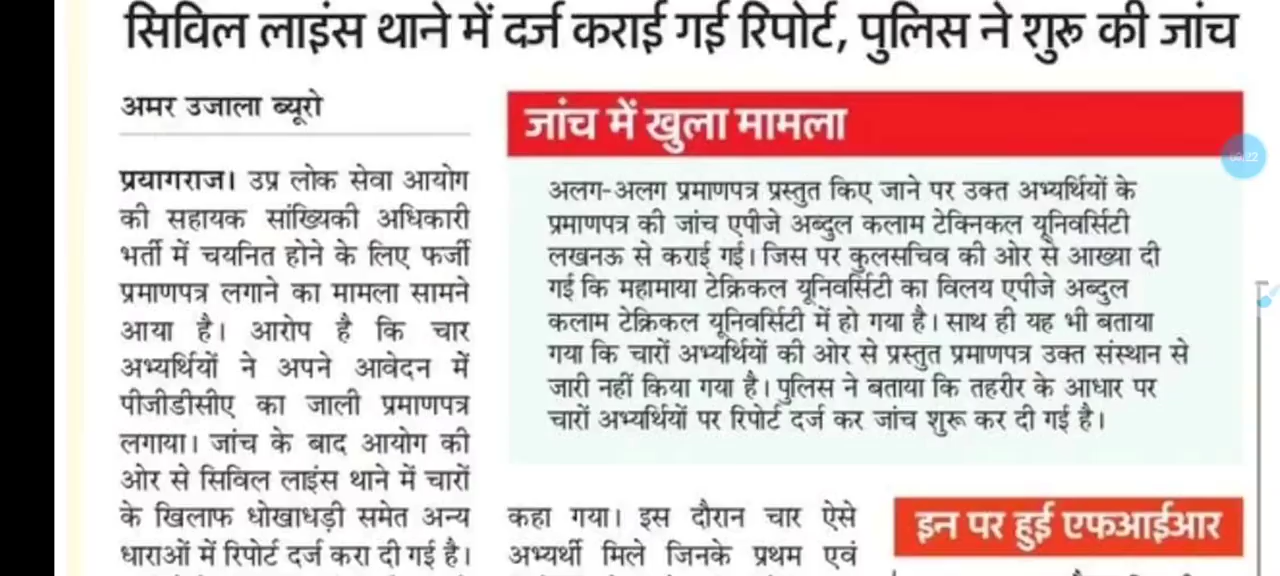 सिविल लाइंस थाने में दर्ज कराई गई रिपोर्ट, पुलिस ने शुरू की जांच
अमर उजाला ब्यूरो
प्रयागराज। उप्र लोक सेवा आयोग
की सहायक सांख्यिकी अधिकारी
भर्ती में चयनित होने के लिए फर्जी
प्रमाणपत्र लगाने का मामला सामने
आया है। आरोप है कि चार
अभ्यर्थियों ने अपने आवेदन में
पीजीडीसीए का जाली प्रमाणपत्र
लगाया। जांच के बाद आयोग की
ओर से सिविल लाइंस थाने में चारों
के खिलाफ धोखाधड़ी समेत अन्य
धाराओं में रिपोर्ट दर्ज करा दी गई है।
जांच में खुला मामला
अलग-अलग प्रमाणपत्र प्रस्तुत किए जाने पर उक्त अभ्यर्थियों के
प्रमाणपत्र की जांच एपीजे अब्दुल कलाम टेक्निकल यूनिवर्सिटी
लखनऊ से कराई गई। जिस पर कुलसचिव की ओर से आख्या दी
गई कि महामाया टेक्निकल यूनिवर्सिटी का विलय एपीजे अब्दुल
कलाम टेक्निकल यूनिवर्सिटी में हो गया है। साथ ही यह भी बताया
गया कि चारों अभ्यर्थियों की ओर से प्रस्तुत प्रमाणपत्र उक्त संस्थान से
जारी नहीं किया गया है। पुलिस ने बताया कि तहरीर के आधार पर
चारों अभ्यर्थियों पर रिपोर्ट दर्ज कर जांच शुरू कर दी गई है।
कहा गया। इस दौरान चार ऐसे
अभ्यर्थी मिले जिनके प्रथम एवं
इन पर हुई एफआईआर